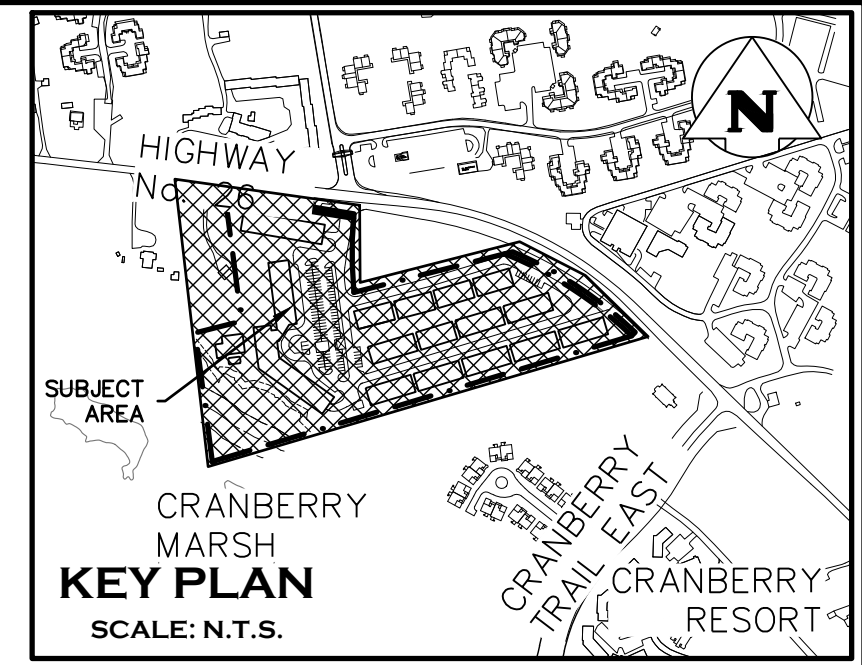 HIGHWAY
No. 26
N
SUBJECT
AREA
CRANBERRY
MARSH
KEY PLAN
SCALE: N.T.S.
CRANBERRY
TRAIL EAST
CRANBERRY
RESORT